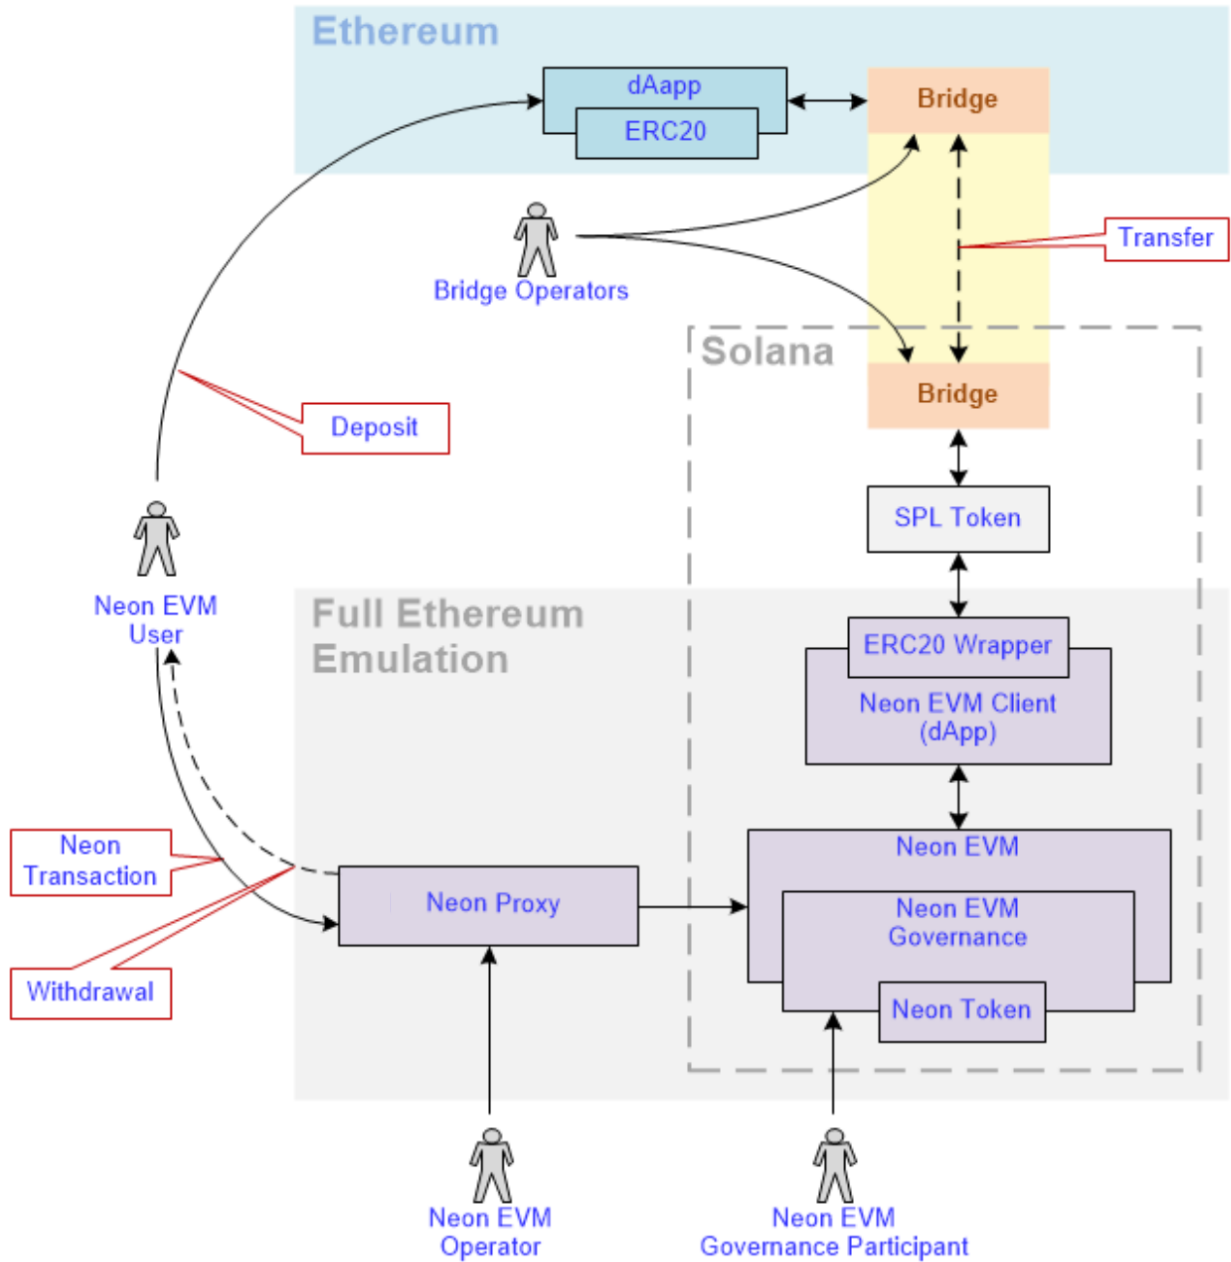 Ethereum
dAapp
ERC20
Bridge
Transfer
Bridge Operators
Solana
Bridge
Deposit
SPL Token
Neon EVM
User
Full Ethereum
Emulation
ERC20 Wrapper
Neon EVM Client
(dApp)
Neon
Transaction
Neon EVM
Neon Proxy
Neon EVM
Governance
Withdrawal
Neon Token
Neon EVM
Operator
Neon EVM
Governance Participant